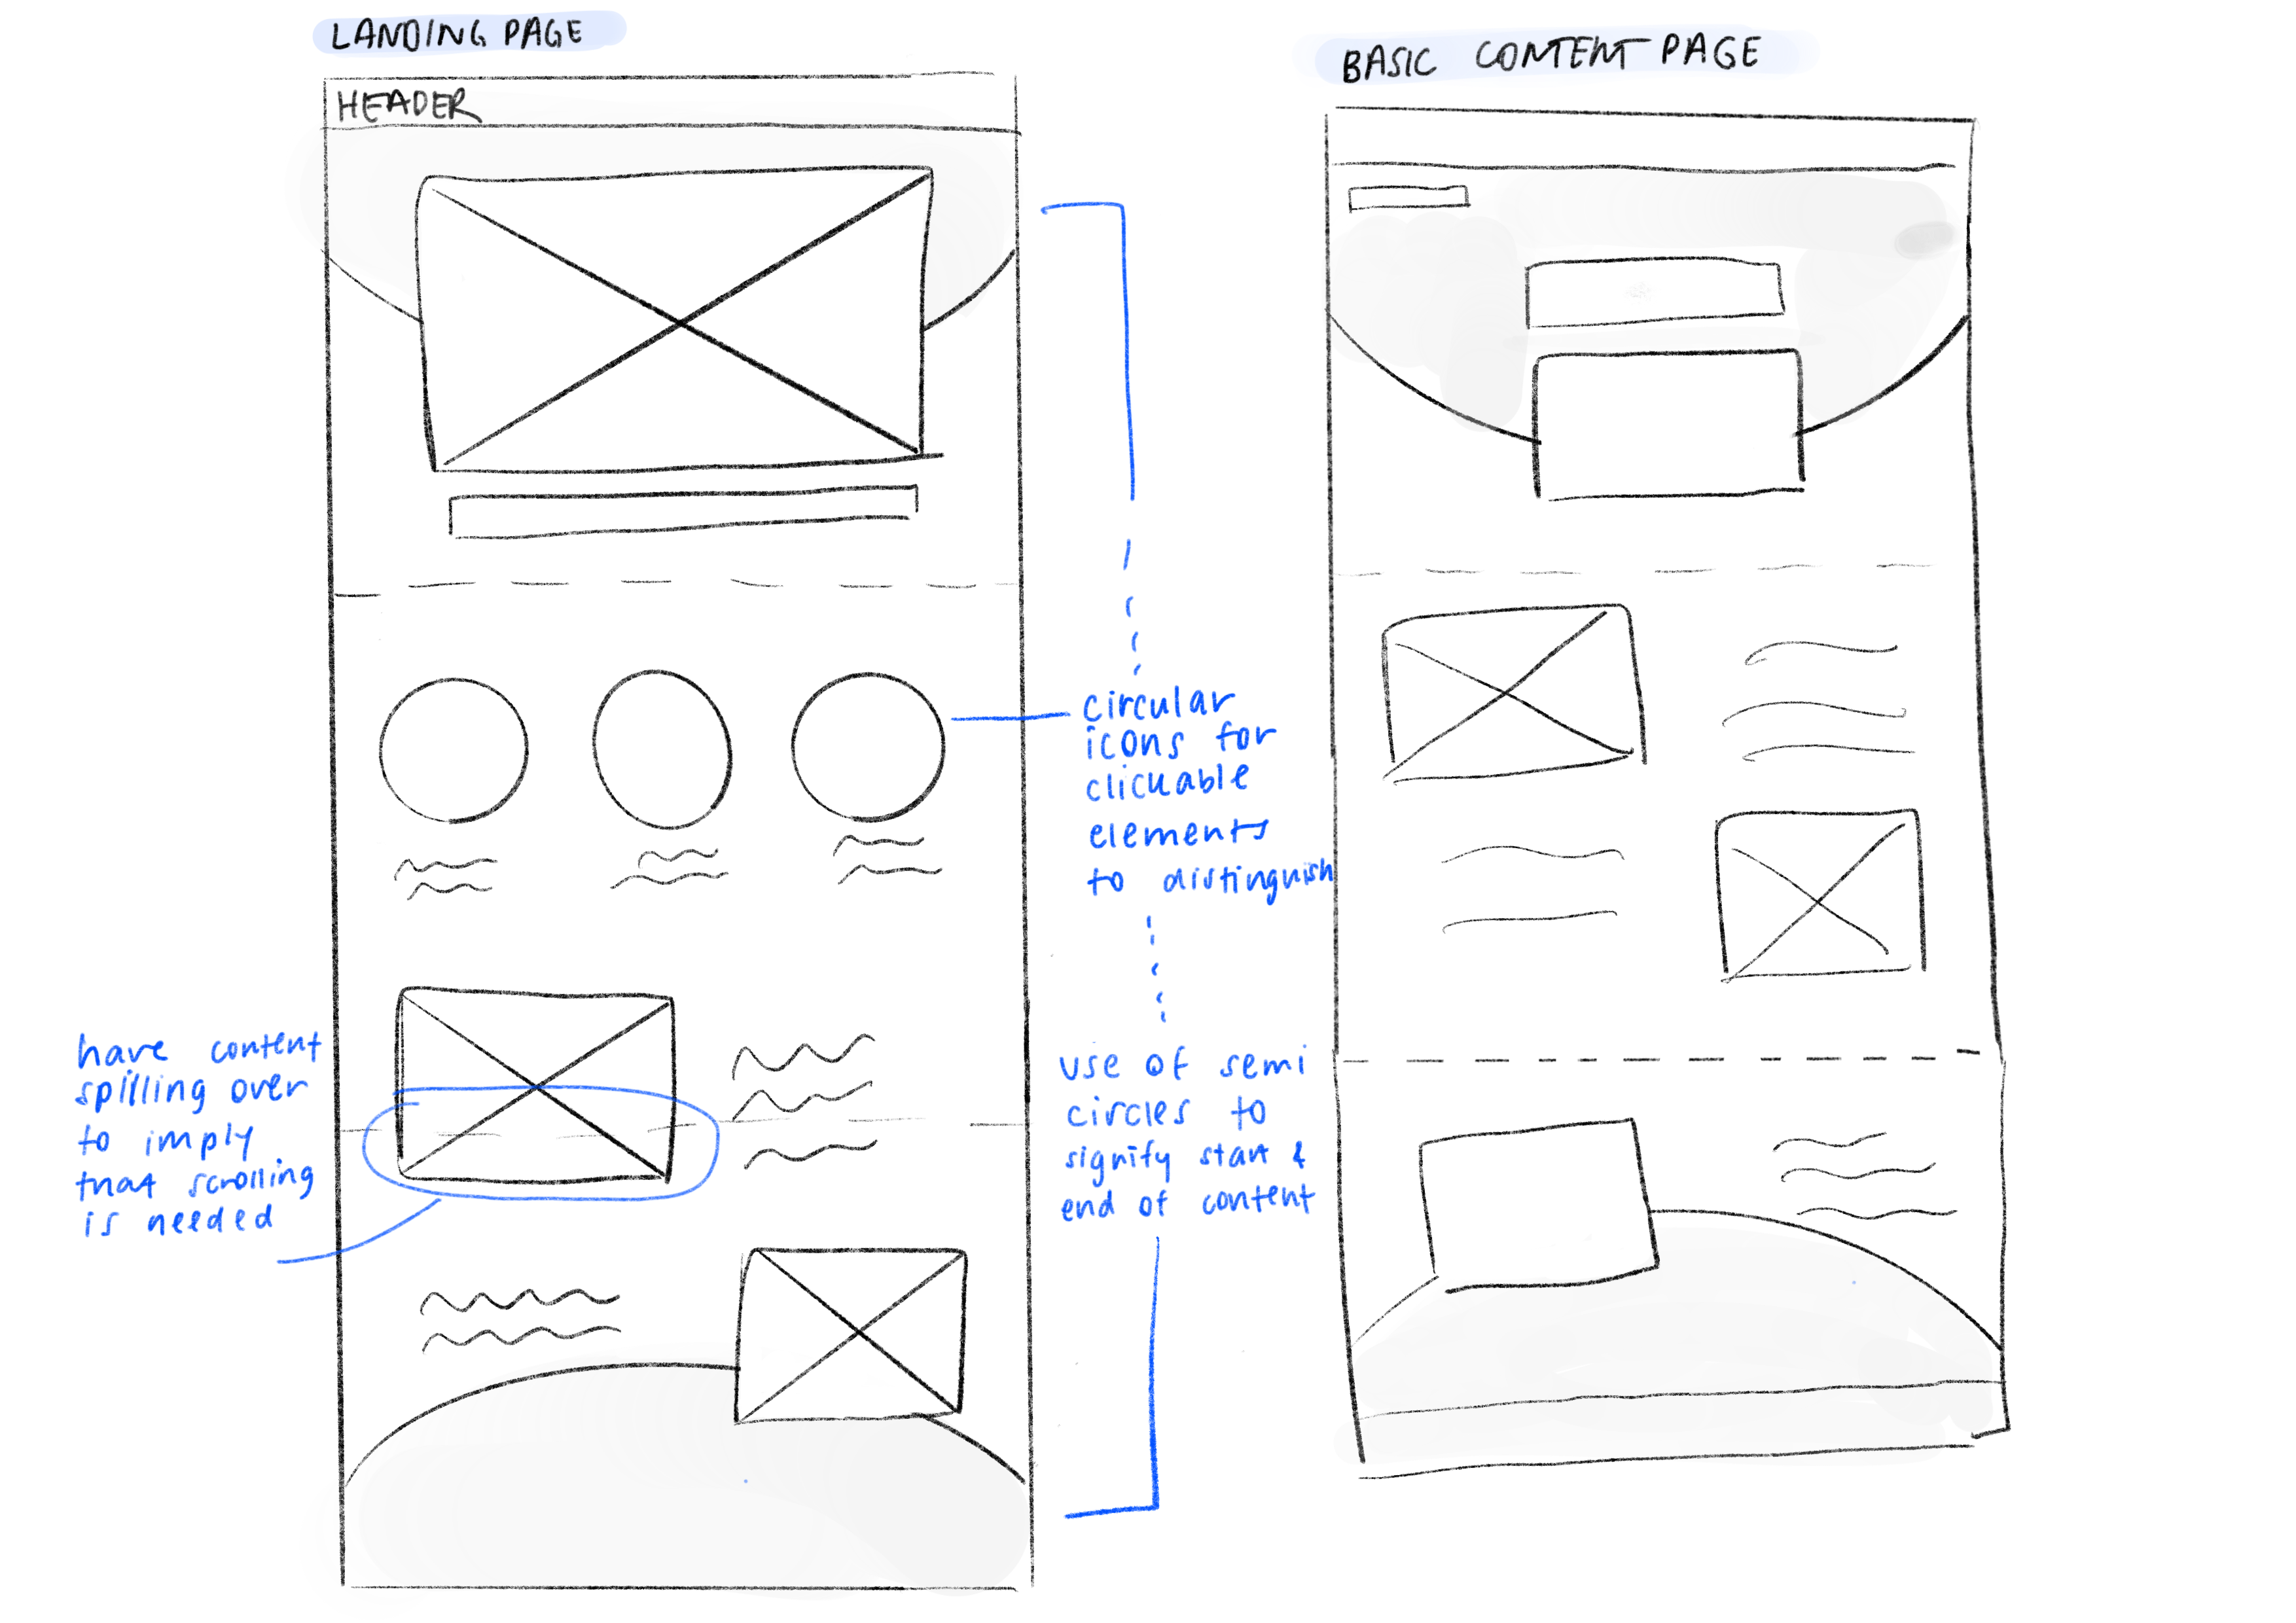 LANDING PAGE
HEADER
have content
spilling over
to imply
that scrolling
is needed
circular
icons for
clickable
elements
to distinguish
use of semi
circles to
signify start &
end of content
BASIC CONTENT PAGE